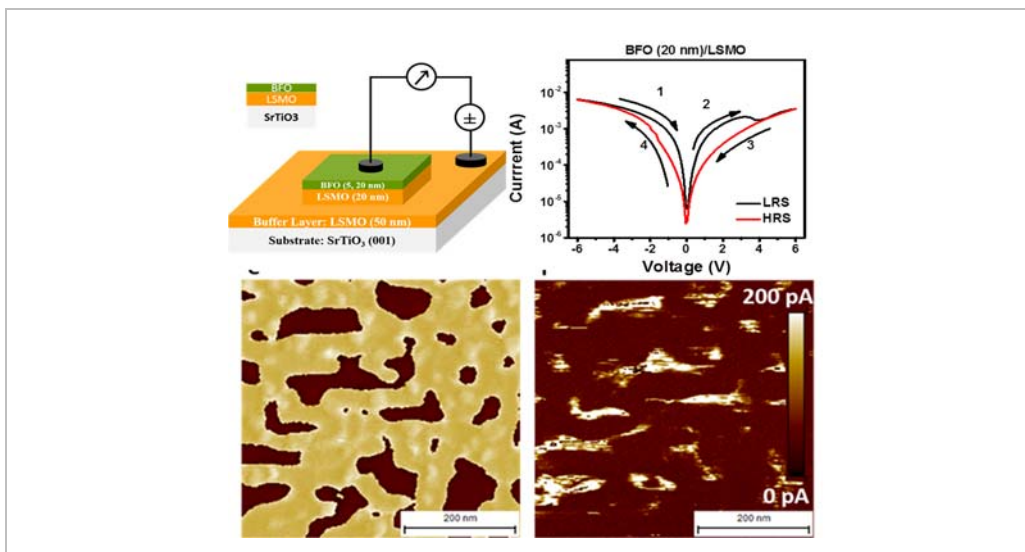 BFO
LSMO
SrTiO3
±
BFO (5, 20 nm)
LSMO (20 nm)
Buffer Layer: LSMO (50 nm)
Substrate: SrTiO₃ (001)
BFO (20 nm)/LSMO
Currrent (A)
10⁻²
10⁻³
10⁻⁴
10⁻⁵
10⁻⁶
1
2
4
3
LRS
HRS
-6 -4 -2 0 2 4 6
Voltage (V)
200 nm
200 pA
0 pA
200 nm